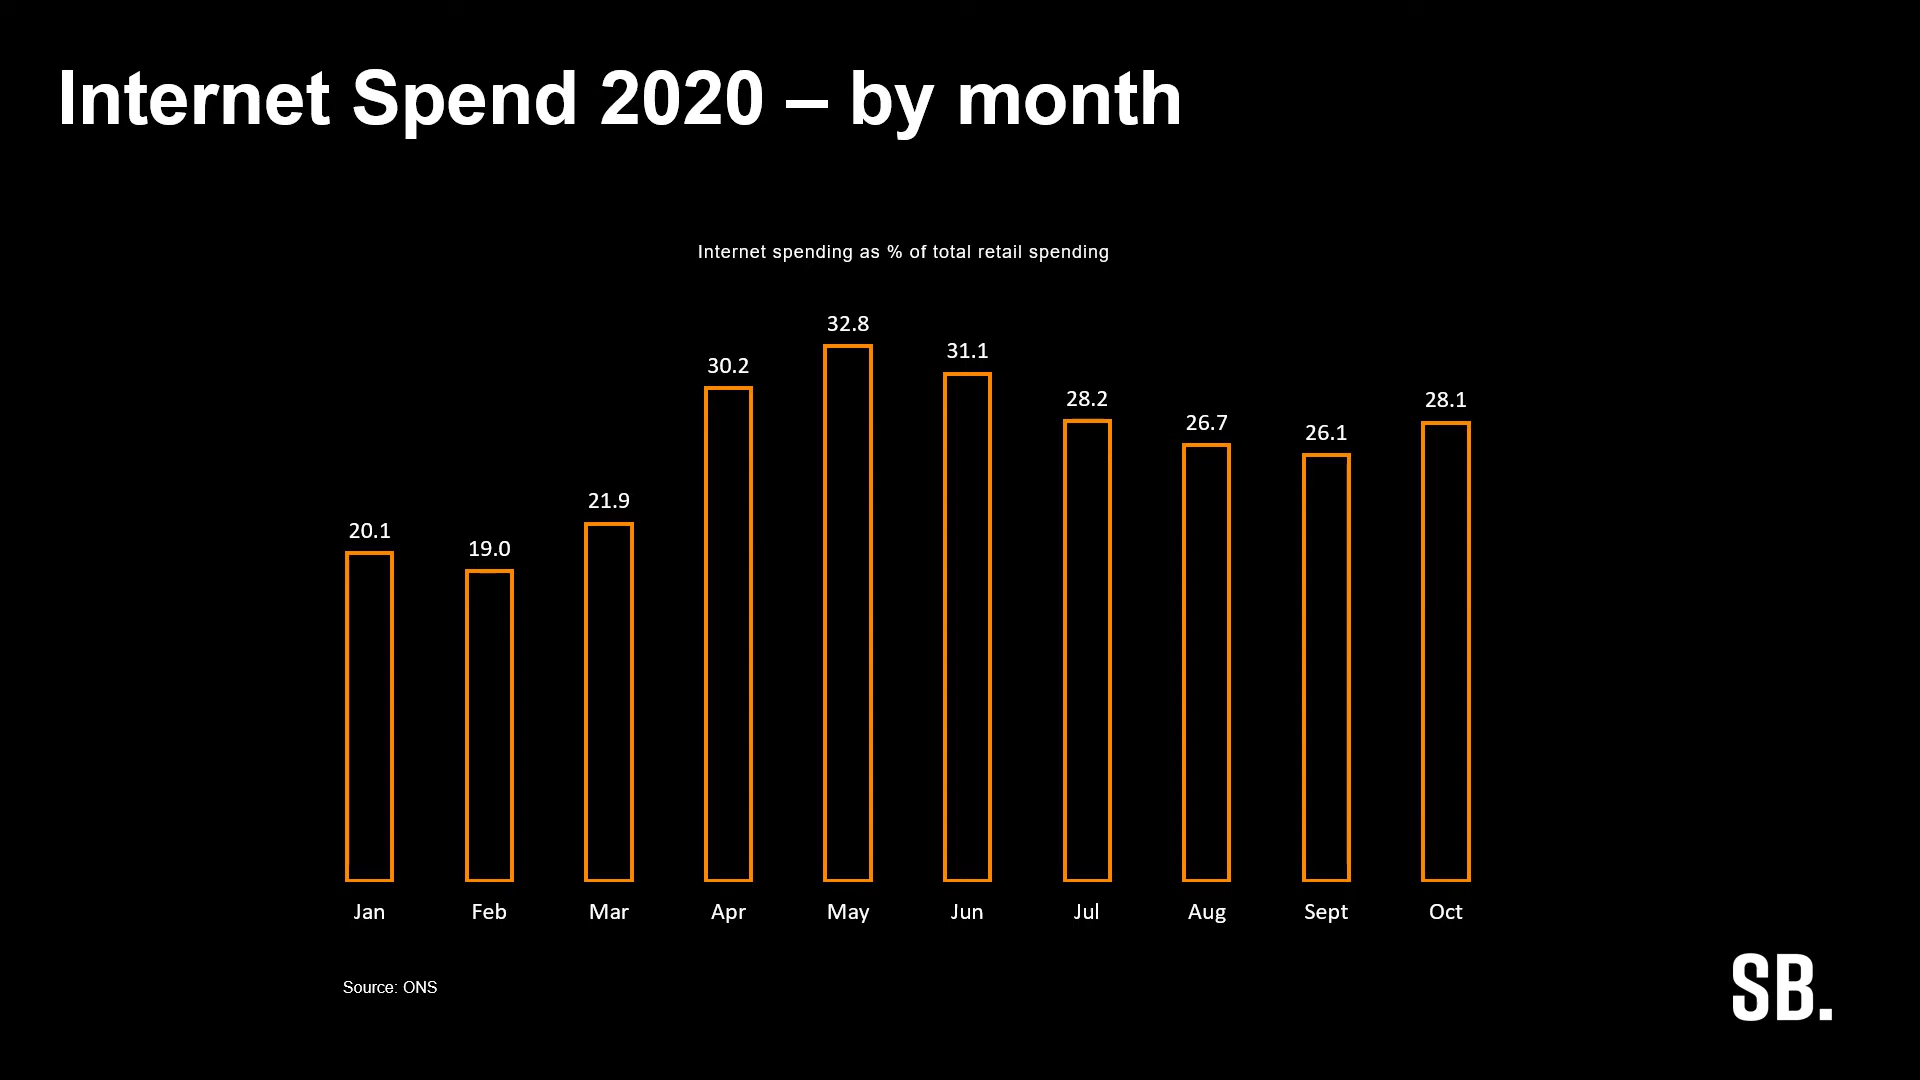 Internet Spend 2020 – by month
Internet spending as % of total retail spending
20.1
19.0
21.9
30.2
32.8
31.1
28.2
26.7
26.1
28.1
Jan
Feb
Mar
Apr
May
Jun
Jul
Aug
Sept
Oct
Source: ONS
SB.